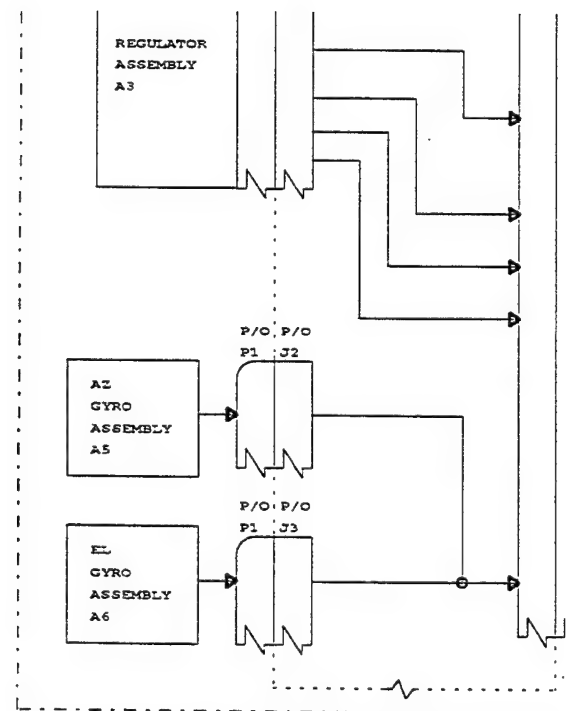 REGULATOR
ASSEMBLY
A3
P/O P/O
P1 J2
AZ
GYRO
ASSEMBLY
A5
P/O P/O
P1 J3
EL
GYRO
ASSEMBLY
A6